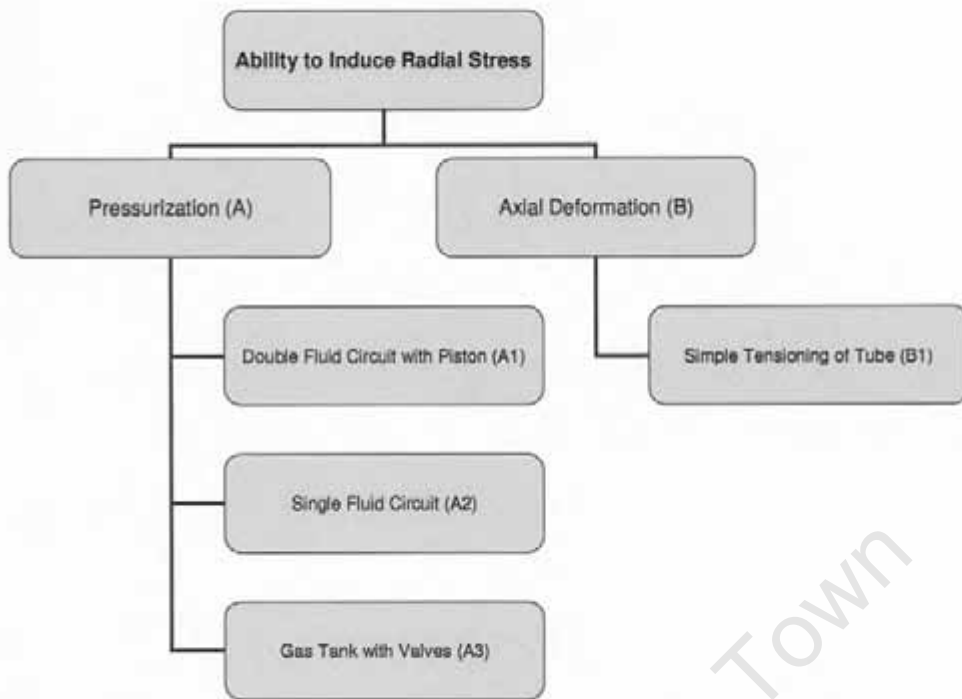 Ability to Induce Radial Stress
Pressurization (A)
Axial Deformation (B)
Double Fluid Circuit with Piston (A1)
Simple Tensioning of Tube (B1)
Single Fluid Circuit (A2)
Gas Tank with Valves (A3)
Town